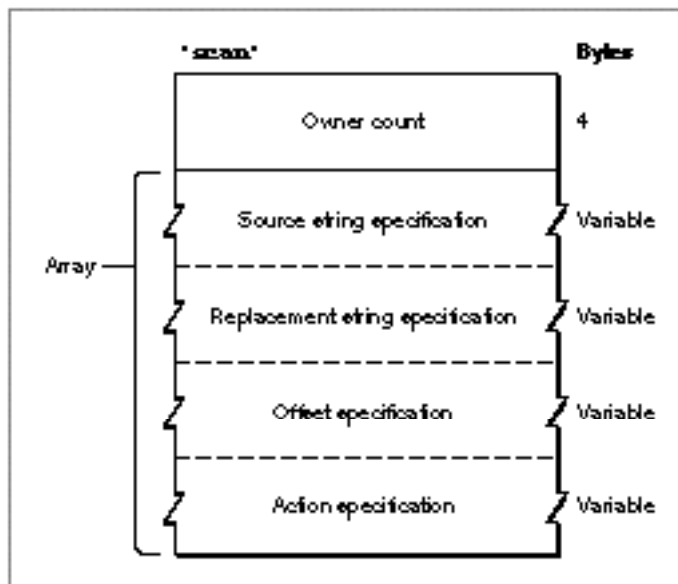 'scan' Bytes
Owner count 4
Source string specification Variable
Array
Replacement string specification Variable
Offset specification Variable
Action specification Variable